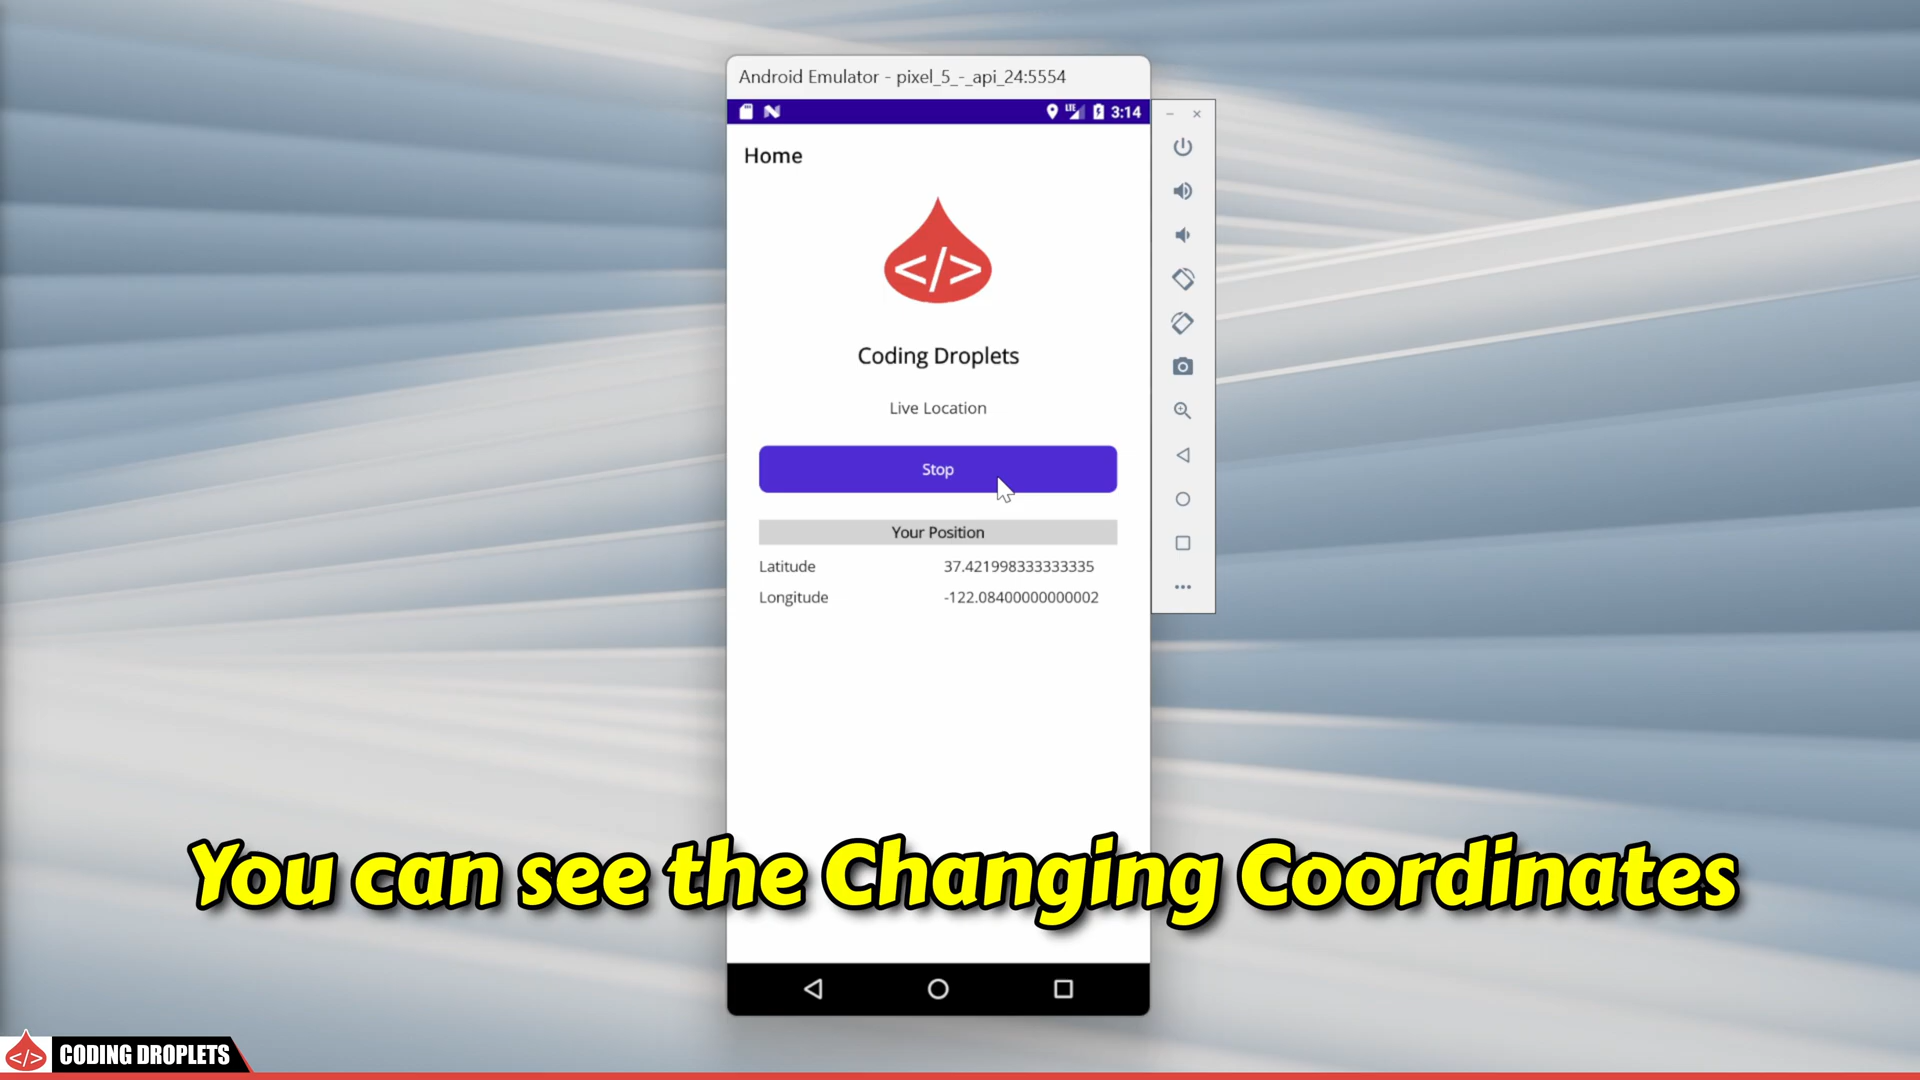 Android Emulator - pixel_5_-_api_24:5554
LTE 3:14
Home
</>
Coding Droplets
Live Location
Stop
Your Position
Latitude 37.421998333333335
Longitude -122.08400000000002
You can see the Changing Coordinates
</> CODING DROPLETS